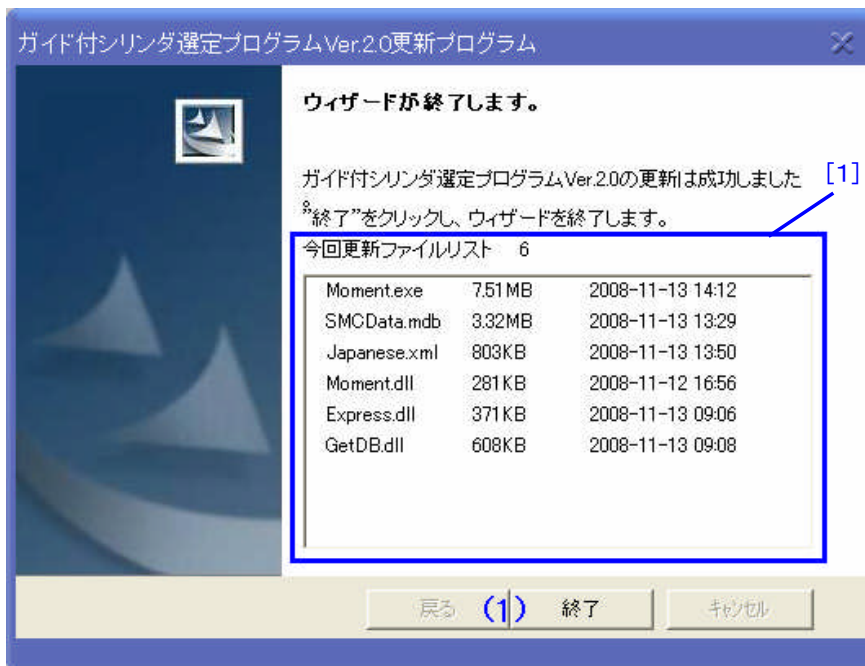 ガイド付シリンダ選定プログラムVer.2.0更新プログラム
ウィザードが終了します。
ガイド付シリンダ選定プログラムVer.2.0の更新は成功しました
。
"終了"をクリックし、ウィザードを終了します。
[1]
今回更新ファイルリスト 6
Moment.exe 7.51MB 2008-11-13 14:12
SMCData.mdb 3.32MB 2008-11-13 13:29
Japanese.xml 803KB 2008-11-13 13:50
Moment.dll 281KB 2008-11-12 16:56
Express.dll 371KB 2008-11-13 09:06
GetDB.dll 608KB 2008-11-13 09:08
戻る (1) 終了 キャンセル